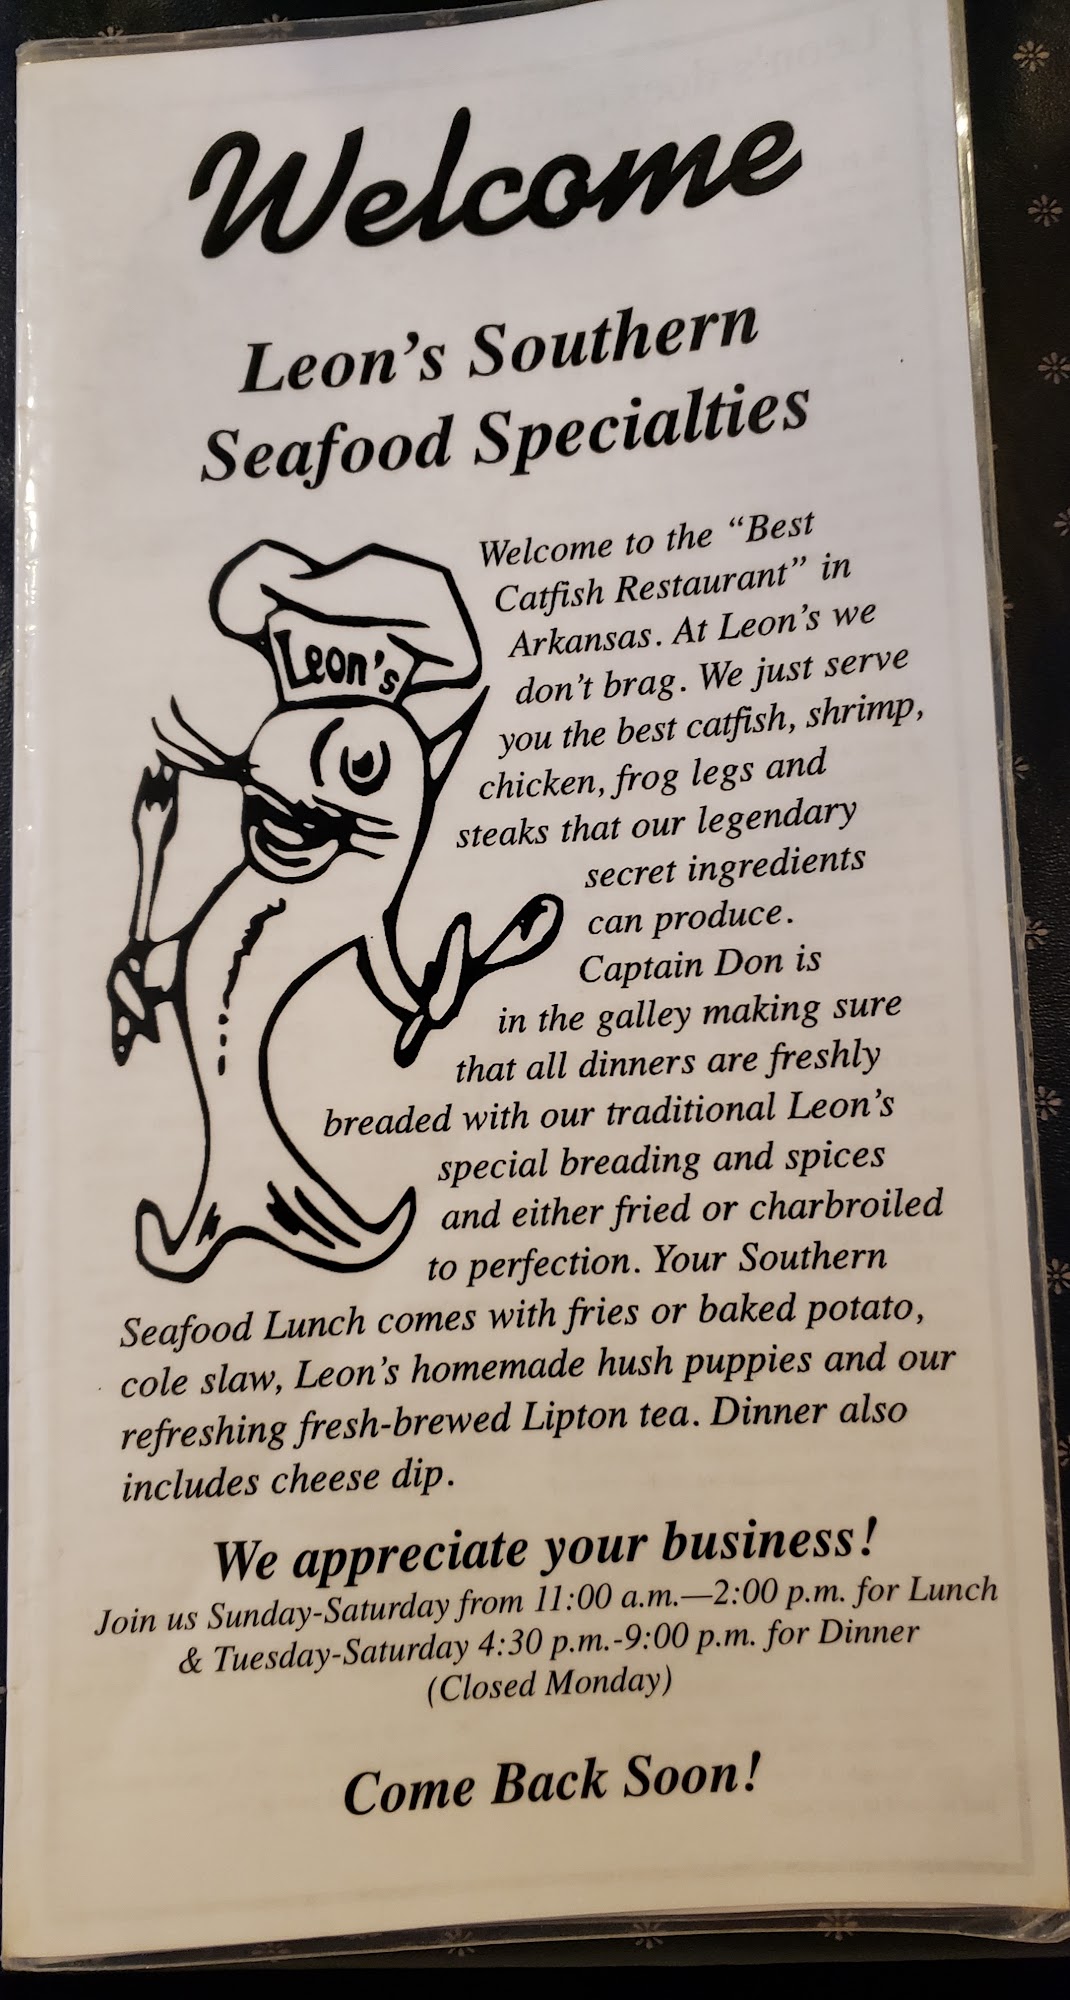 Welcome
Leon's Southern
Seafood Specialties
Leon's
Welcome to the “Best
Catfish Restaurant” in
Arkansas. At Leon's we
don't brag. We just serve
you the best catfish, shrimp,
chicken, frog legs and
steaks that our legendary
secret ingredients
can produce.
Captain Don is
in the galley making sure
that all dinners are freshly
breaded with our traditional Leon's
special breading and spices
and either fried or charbroiled
to perfection. Your Southern
Seafood Lunch comes with fries or baked potato,
cole slaw, Leon's homemade hush puppies and our
refreshing fresh-brewed Lipton tea. Dinner also
includes cheese dip.
We appreciate your business!
Join us Sunday-Saturday from 11:00 a.m.—2:00 p.m. for Lunch
& Tuesday-Saturday 4:30 p.m.-9:00 p.m. for Dinner
(Closed Monday)
Come Back Soon!